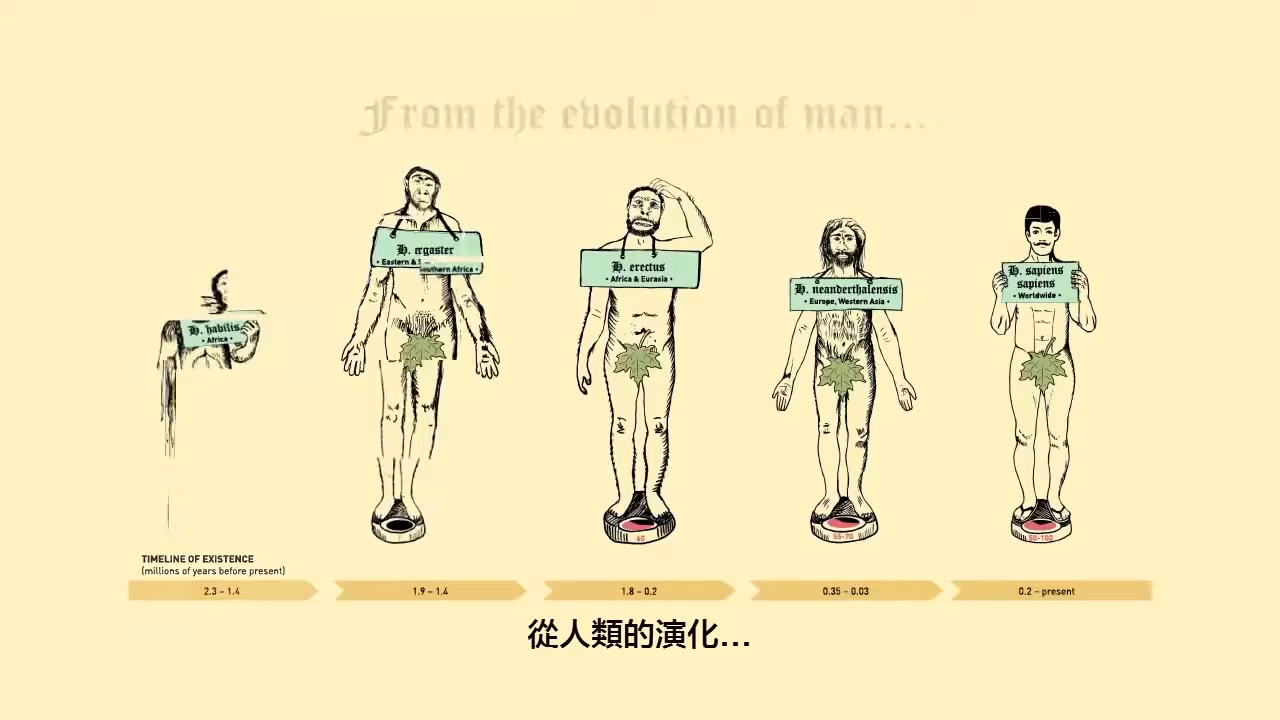 From the evolution of man...
H. habilis
• Africa •
H. ergaster
• Eastern & S
outhern Africa •
H. erectus
• Africa & Eurasia •
H. neanderthalensis
• Europe, Western Asia •
H. sapiens
sapiens
• Worldwide •
60
55-70
50-100
TIMELINE OF EXISTENCE
(millions of years before present)
2.3 – 1.4
1.9 – 1.4
1.8 – 0.2
0.35 – 0.03
0.2 – present
從人類的演化...